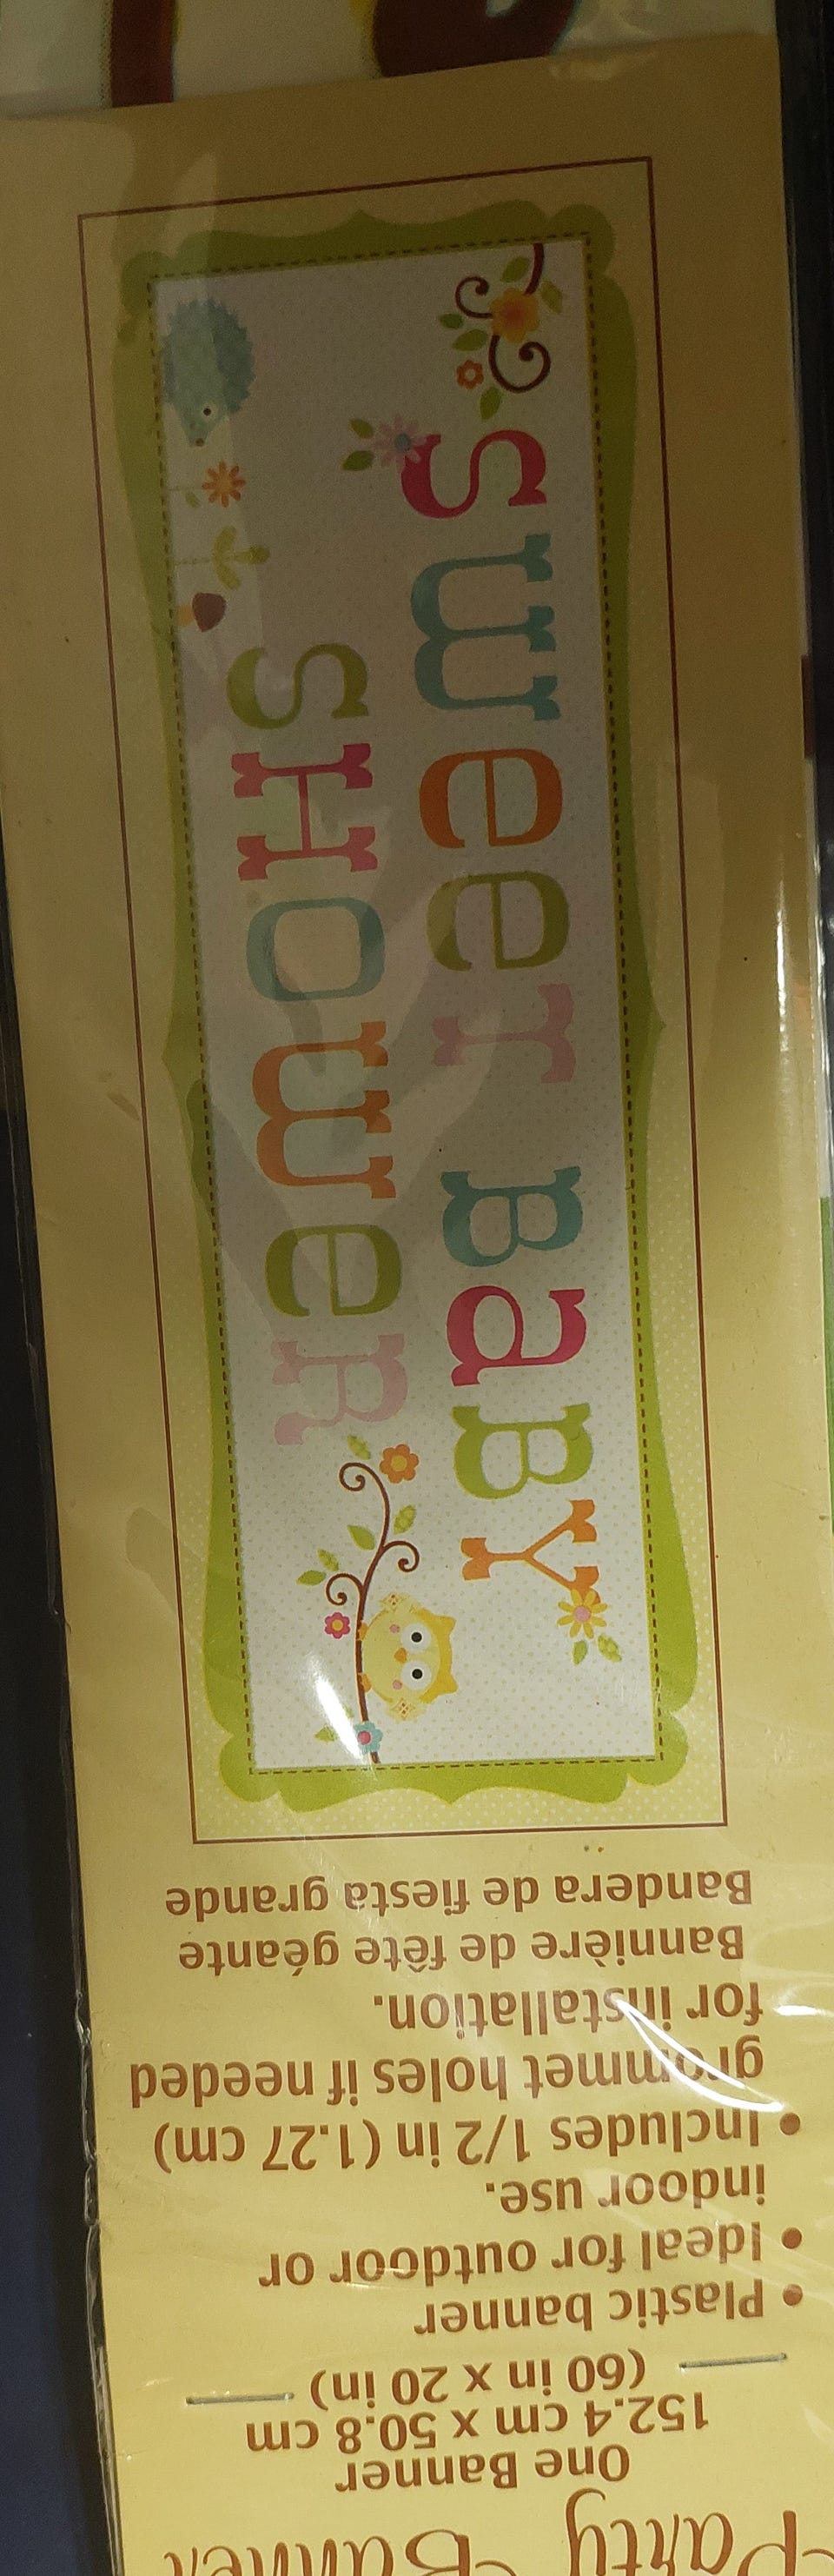 Party Banner
One Banner
152.4 cm x 50.8 cm
(60 in x 20 in)
• Plastic banner
• Ideal for outdoor or
indoor use.
• Includes 1/2 in (1.27 cm)
grommet holes if needed
for installation.
Bannière de fête géante
Bandera de fiesta grande
SWeeT BaBY
SHOWeR